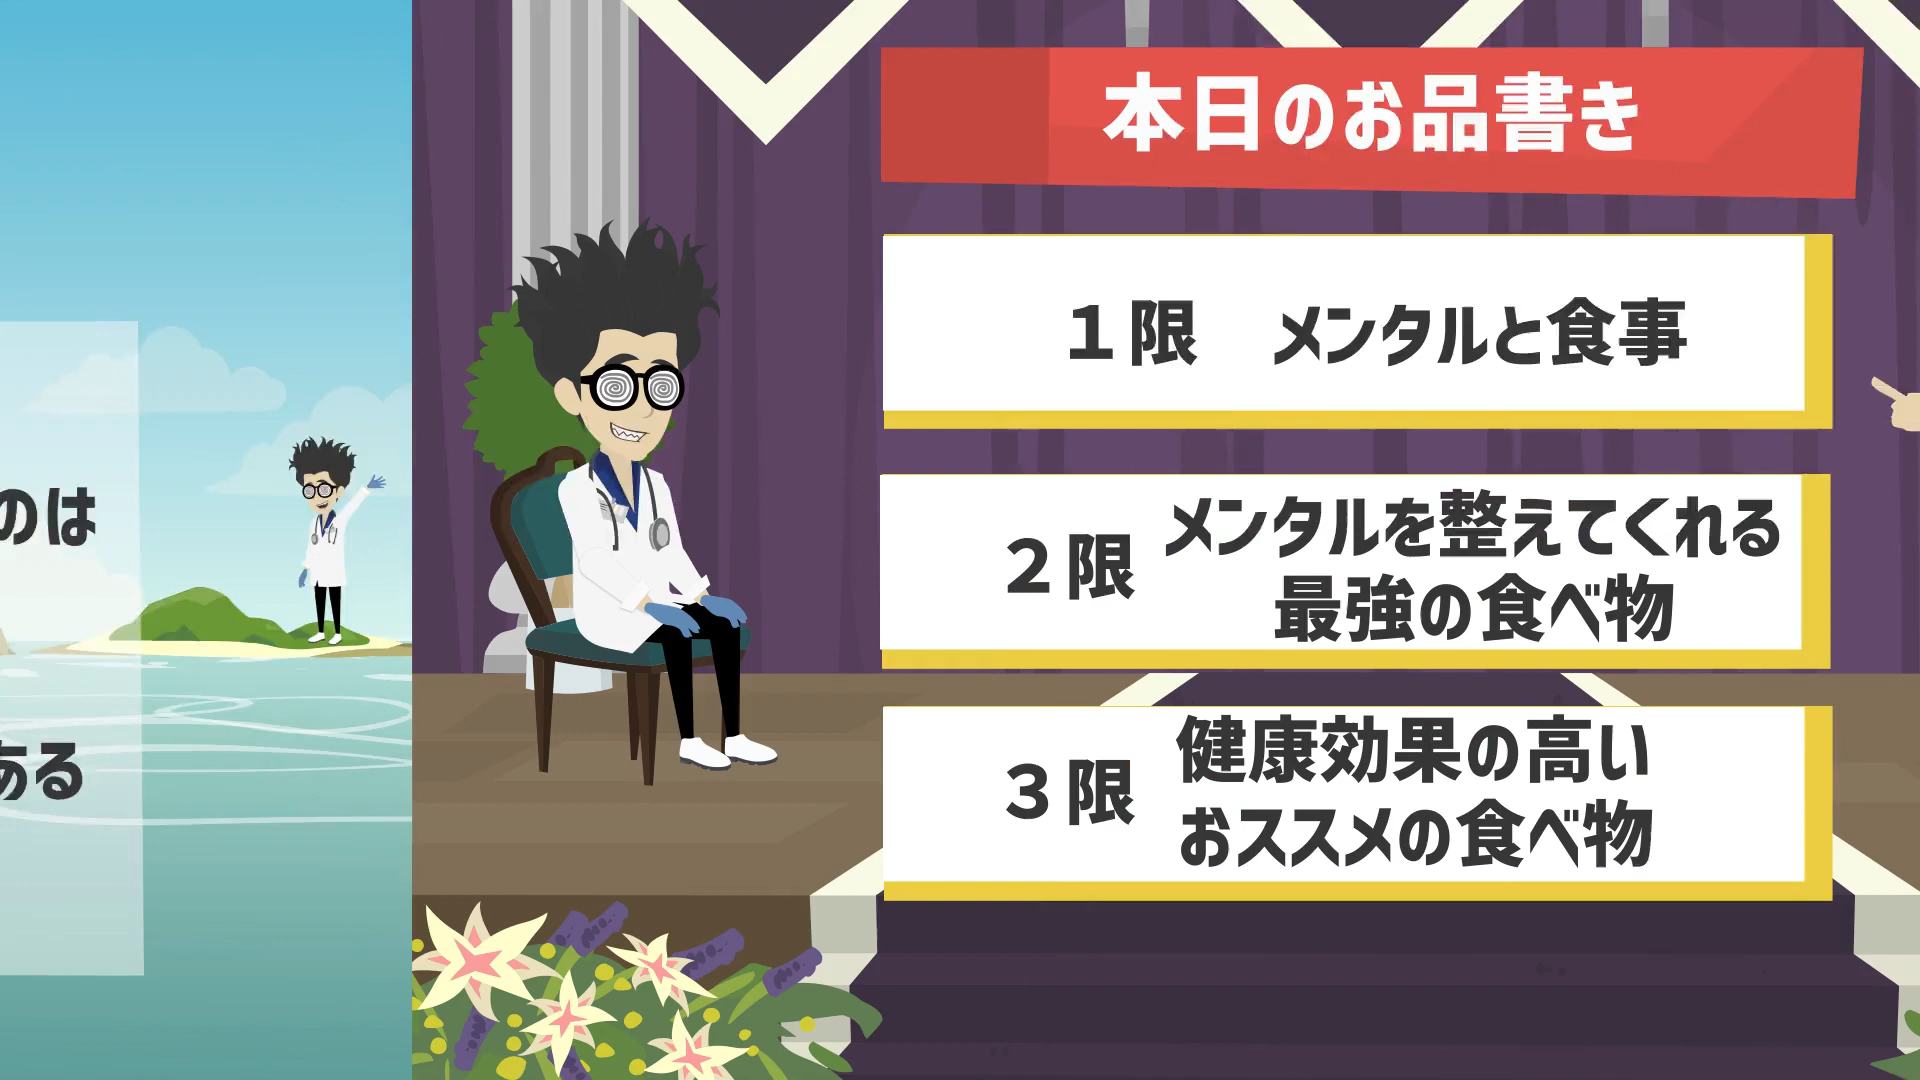 のは
ある
本日のお品書き
１限　メンタルと食事
２限 メンタルを整えてくれる
最強の食べ物
３限 健康効果の高い
おススメの食べ物